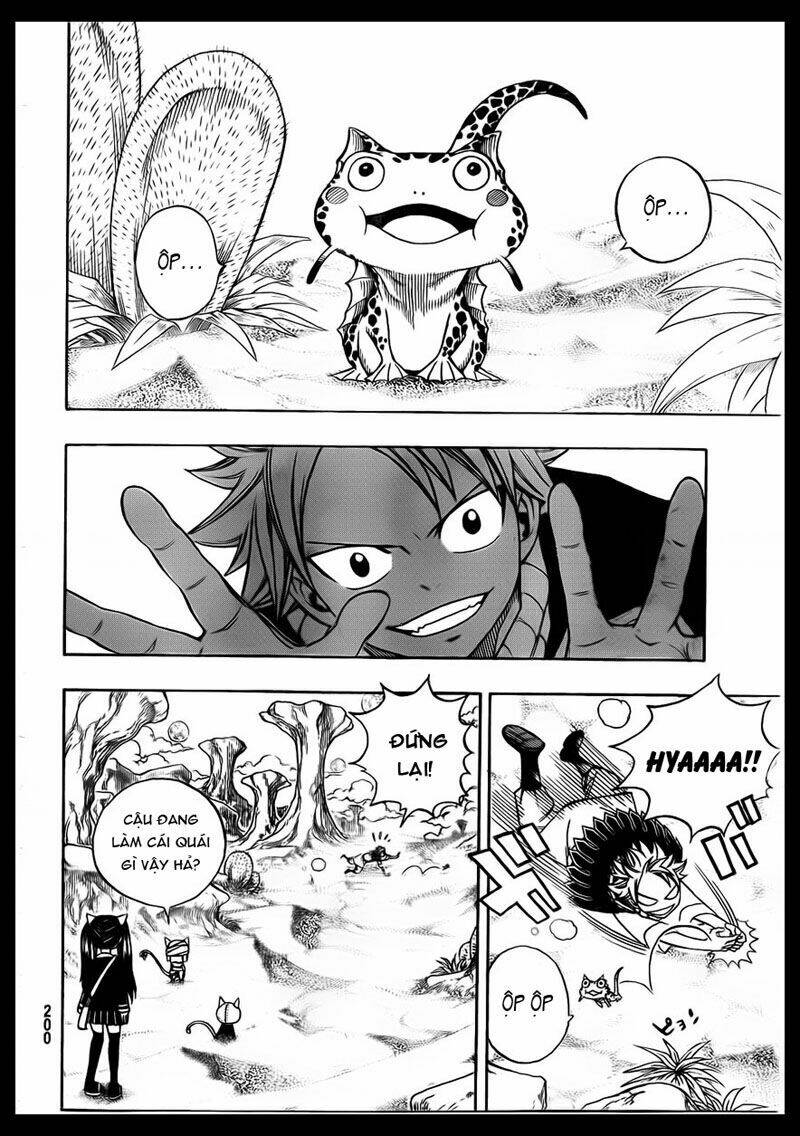 ỘP...
ỘP...
ĐỨNG
LẠI!
CẬU ĐANG
LÀM CÁI QUÁI
GÌ VẬY HẢ?
HYAAAA!!
ỘP ỘP
200